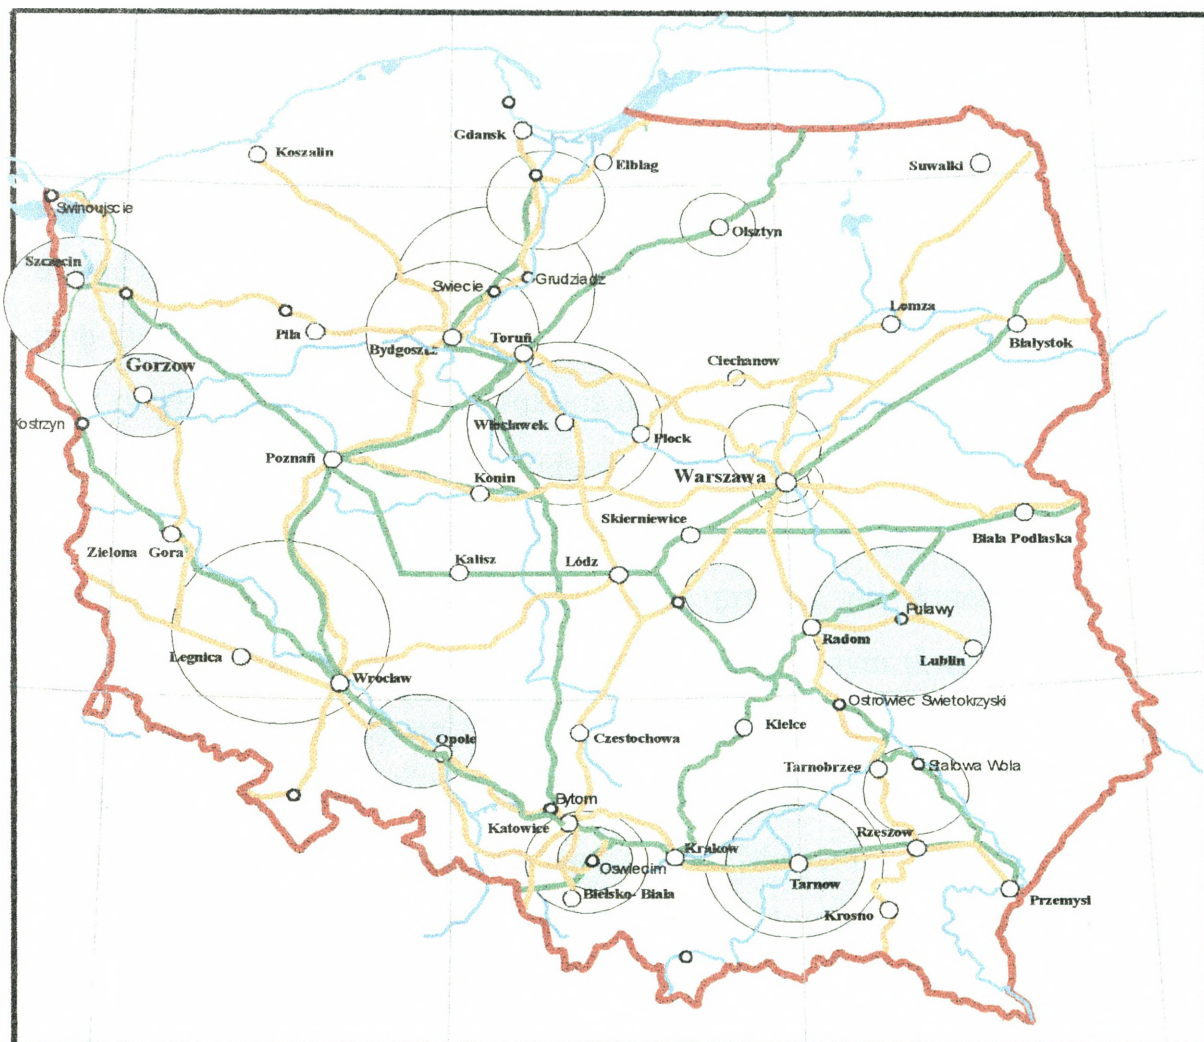 Gdansk
Koszalin
Elblag
Suwalki
Swinoujscie
Olsztyn
Szczecin
Swiecie
Grudziadz
Lomza
Pila
Bydgoszcz
Toruñ
Bialystok
Ciechanow
Gorzow
Kostrzyn
Wloclawek
Plock
Poznañ
Konin
Warszawa
Skierniewice
Zielona Gora
Kalisz
Lódz
Biala Podlaska
Pulawy
Radom
Lublin
Legnica
Wroclaw
Ostrowiec Swietokrzyski
Opole
Czestochowa
Kielce
Tarnobrzeg
Stalowa Wola
Bytom
Katowice
Rzeszow
Krakow
Oswiecim
Tarnow
Bielsko- Biala
Krosno
Przemysl